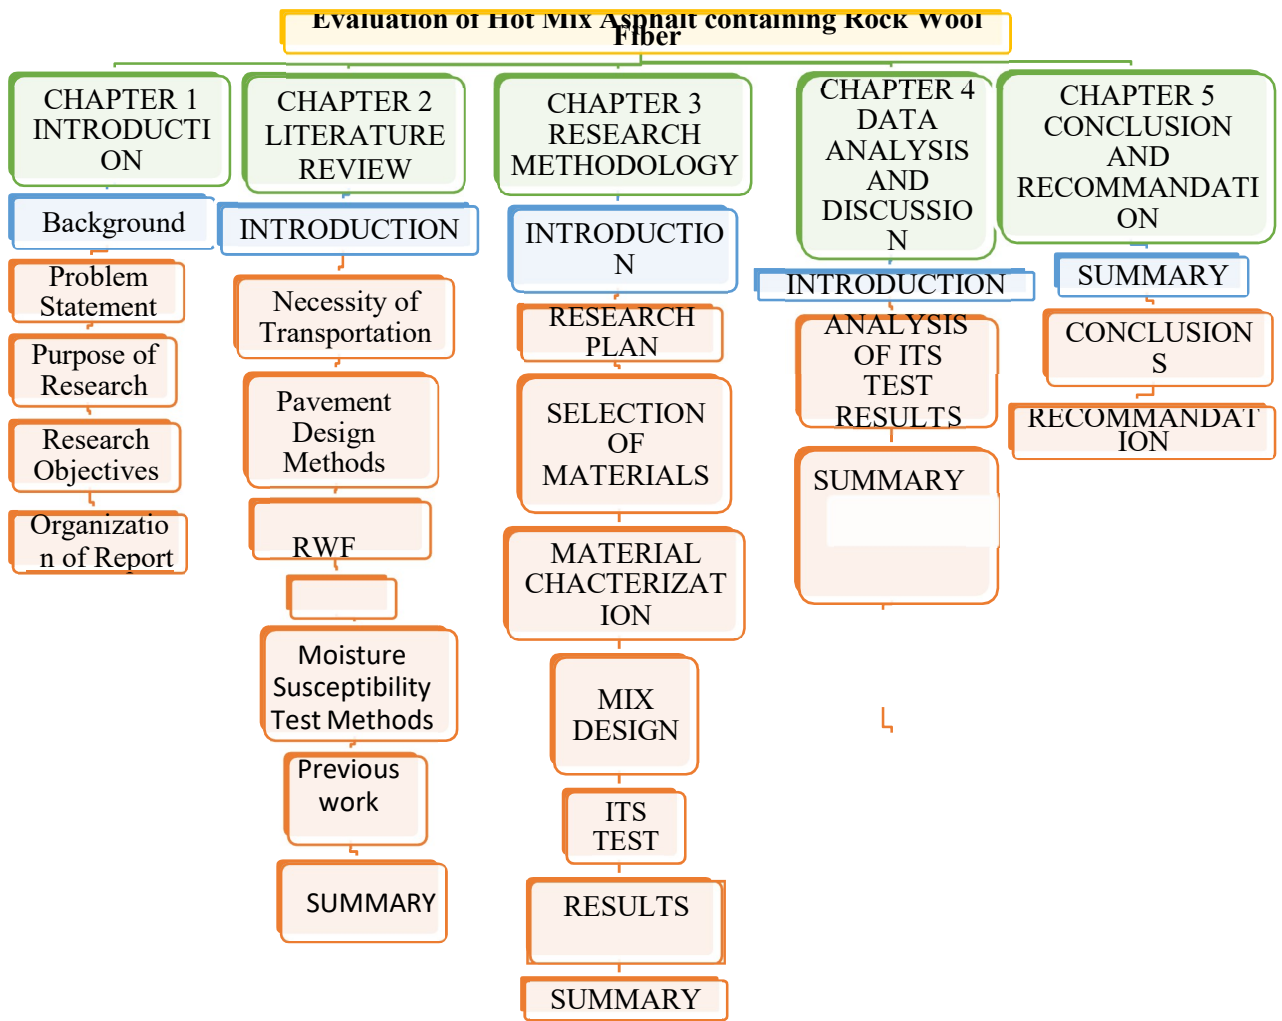 Evaluation of Hot Mix Asphalt containing Rock Wool
Fiber
CHAPTER 1
INTRODUCTI
ON
Background
Problem
Statement
Purpose of
Research
Research
Objectives
Organizatio
n of Report
CHAPTER 2
LITERATURE
REVIEW
INTRODUCTION
Necessity of
Transportation
Pavement
Design
Methods
RWF
Moisture
Susceptibility
Test Methods
Previous
work
SUMMARY
CHAPTER 3
RESEARCH
METHODOLOGY
INTRODUCTIO
N
RESEARCH
PLAN
SELECTION
OF
MATERIALS
MATERIAL
CHACTERIZAT
ION
MIX
DESIGN
ITS
TEST
RESULTS
SUMMARY
CHAPTER 4
DATA
ANALYSIS
AND
DISCUSSIO
N
INTRODUCTION
ANALYSIS
OF ITS
TEST
RESULTS
SUMMARY
CHAPTER 5
CONCLUSION
AND
RECOMMANDATI
ON
SUMMARY
CONCLUSION
S
RECOMMANDAT
ION